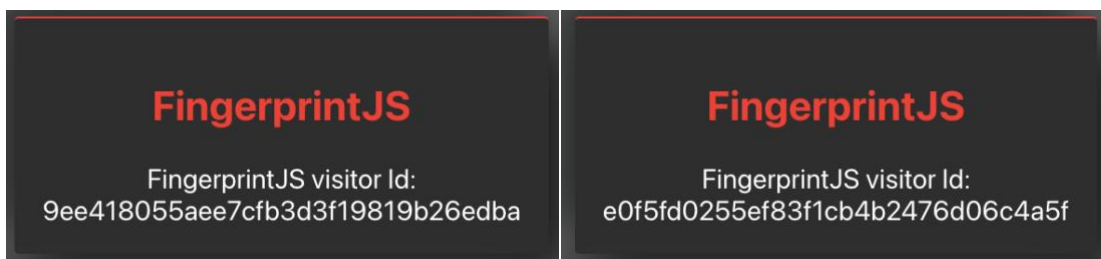 FingerprintJS
FingerprintJS visitor Id:
9ee418055aee7cfb3d3f19819b26edba
FingerprintJS
FingerprintJS visitor Id:
e0f5fd0255ef83f1cb4b2476d06c4a5f